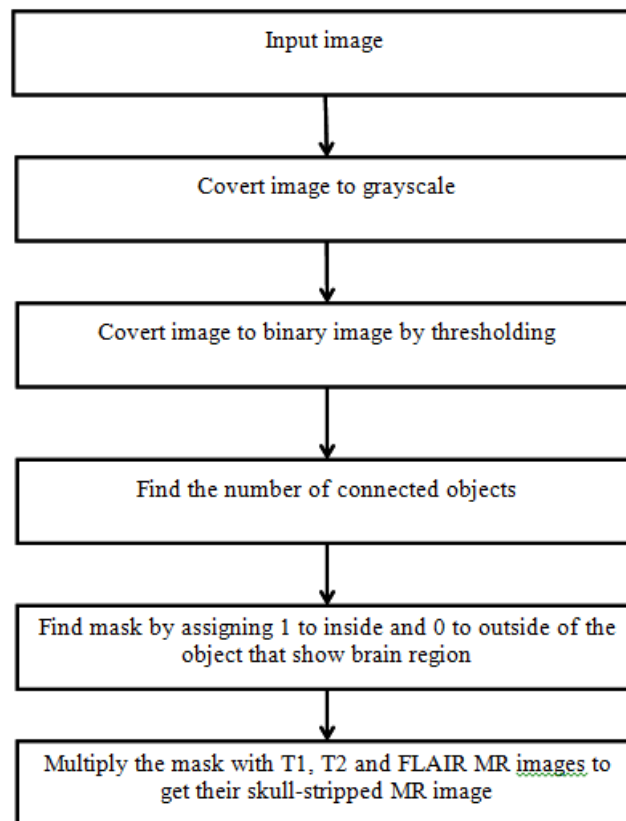 Input image
Covert image to grayscale
Covert image to binary image by thresholding
Find the number of connected objects
Find mask by assigning 1 to inside and 0 to outside of the
object that show brain region
Multiply the mask with T1, T2 and FLAIR MR images to
get their skull-stripped MR image